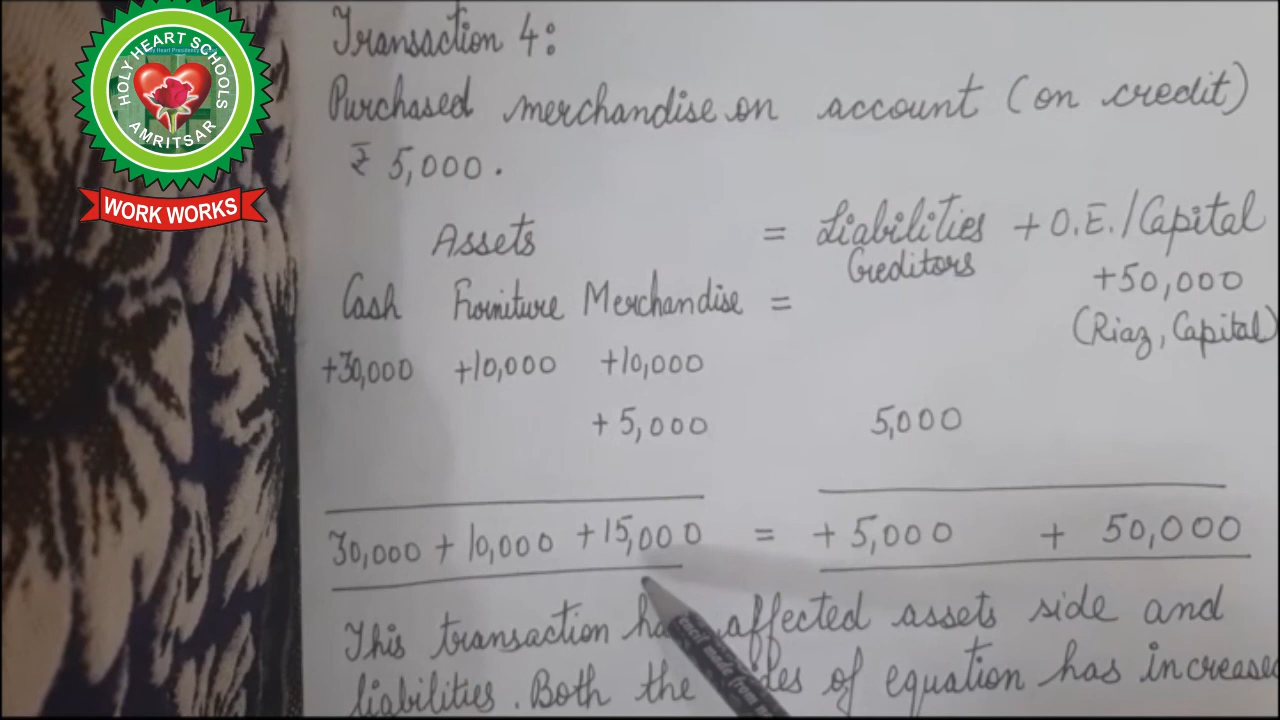 HOLY HEART SCHOOLS
AMRITSAR
WORK WORKS
Transaction 4:
Purchased merchandise on account (on credit)
₹ 5,000.
Assets = Liabilities + O.E./Capital
Creditors +50,000
Cash Furniture Merchandise =
(Riaz, Capital)
+30,000 +10,000 +10,000
+ 5,000 5,000
30,000 + 10,000 +15,000 = + 5,000 + 50,000
This transaction affected assets side and
liabilities. Both the of equation has increased